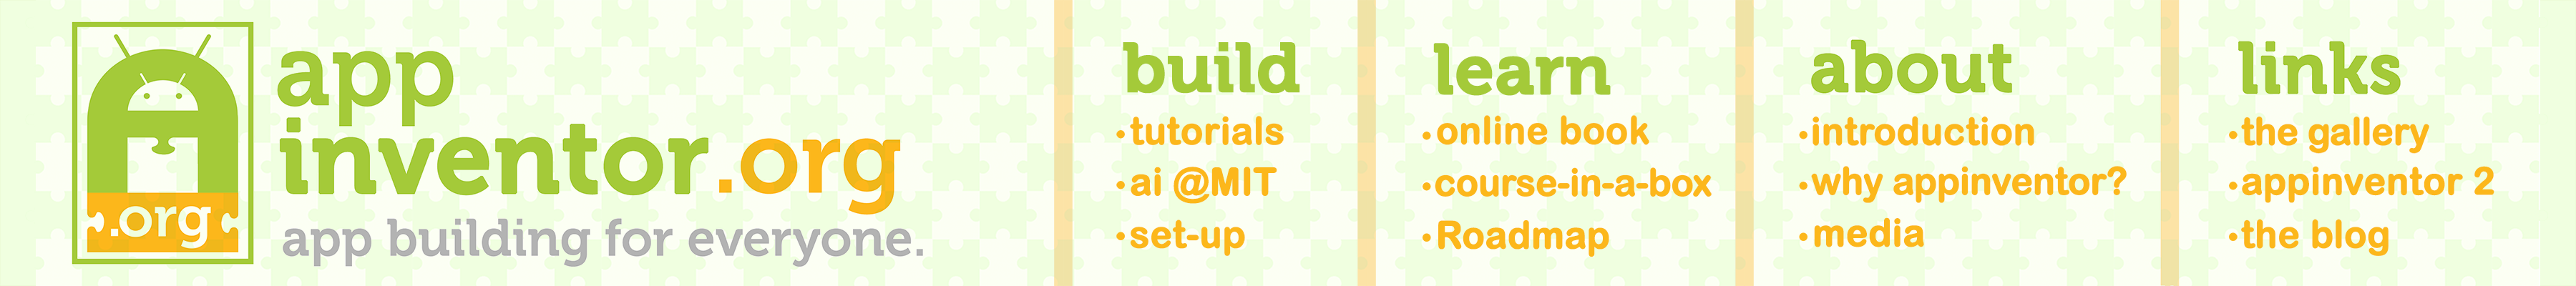 .org
app
inventor.org
app building for everyone.
build
•tutorials
•ai @MIT
•set-up
learn
•online book
•course-in-a-box
•Roadmap
about
•introduction
•why appinventor?
•media
links
•the gallery
•appinventor 2
•the blog